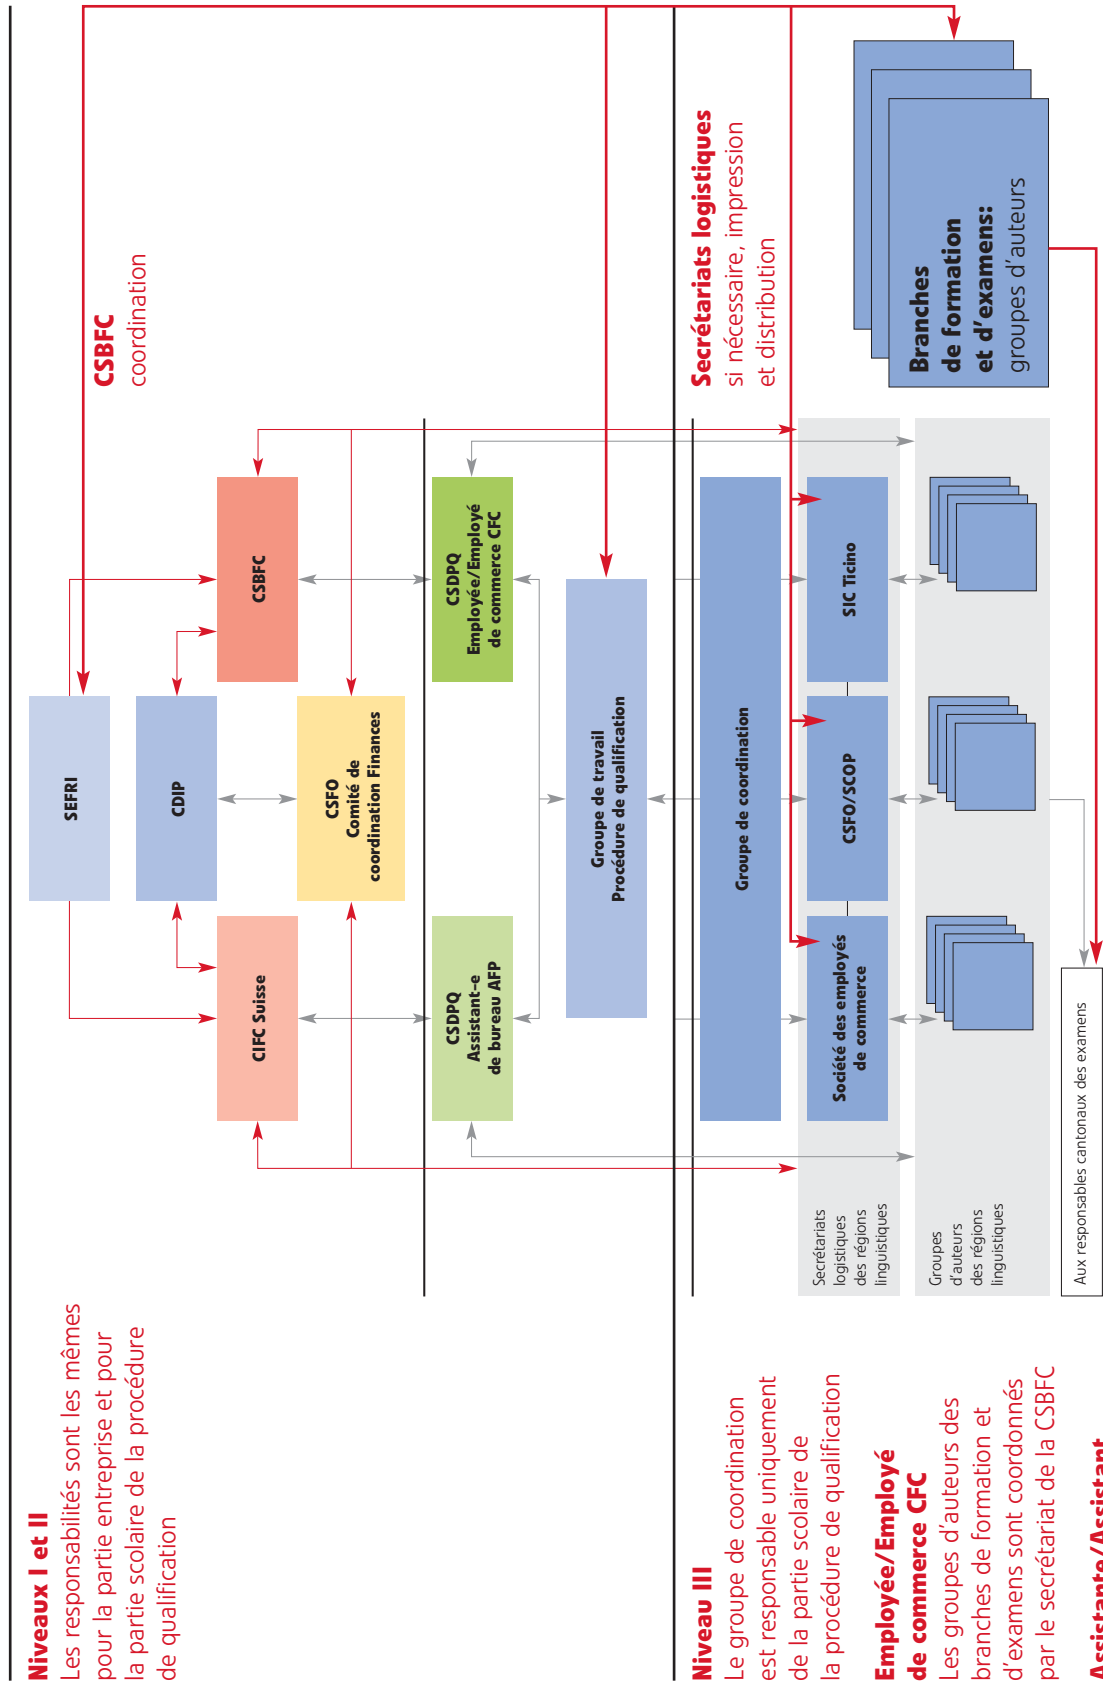 Niveaux I et II
Les responsabilités sont les mêmes
pour la partie entreprise et pour
la partie scolaire de la procédure
de qualification
CSBFC
coordination
SEFRI
CDIP
CIFC Suisse
CSBFC
CSFO
Comité de
coordination Finances
CSDPQ
Assistant-e
de bureau AFP
CSDPQ
Employée/Employé
de commerce CFC
Groupe de travail
Procédure de qualification
Niveau III
Le groupe de coordination
est responsable uniquement
de la partie scolaire de
la procédure de qualification
Employée/Employé
de commerce CFC
Les groupes d'auteurs des
branches de formation et
d'examens sont coordonnés
par le secrétariat de la CSBFC
Assistante/Assistant
Groupe de coordination
Secrétariats
logistiques
des régions
linguistiques
Société des employés
de commerce
CSFO/SCOP
SIC Ticino
Groupes
d'auteurs
des régions
linguistiques
Aux responsables cantonaux des examens
Secrétariats logistiques
si nécessaire, impression
et distribution
Branches
de formation
et d'examens:
groupes d'auteurs